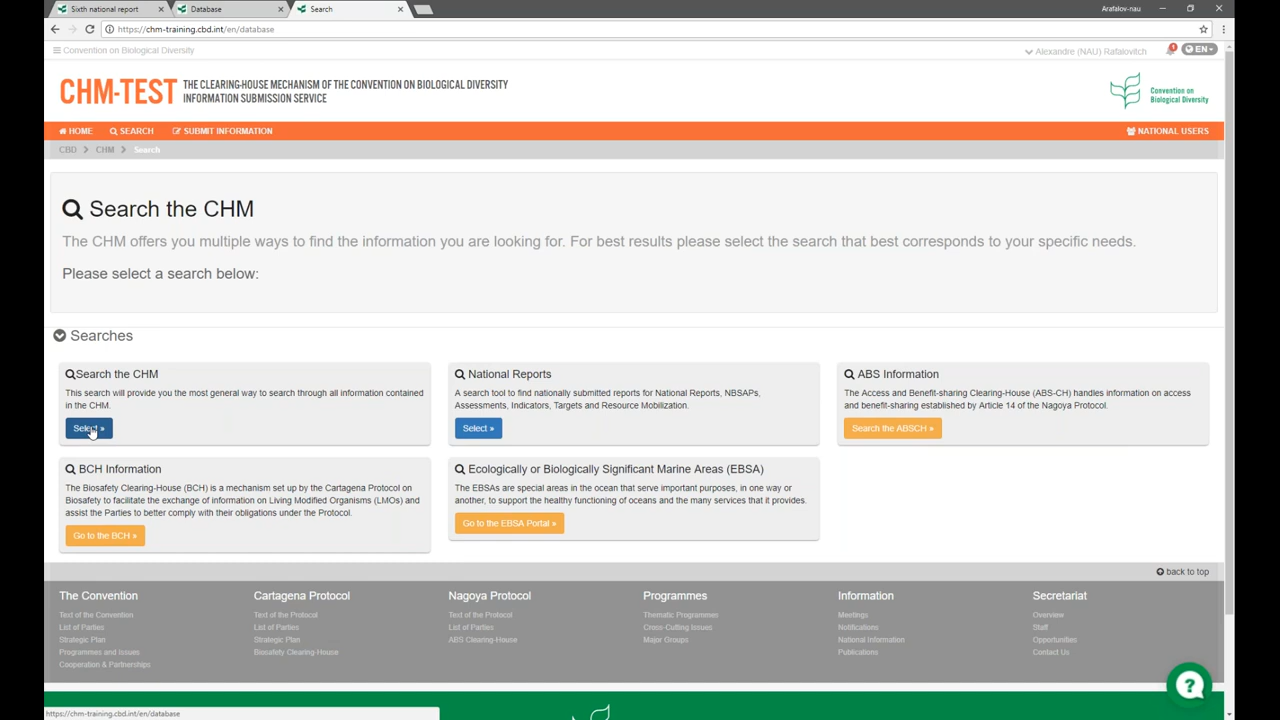 Sixth national report
Database
Search
Arafalov-nau
https://chm-training.cbd.int/en/database
Convention on Biological Diversity
Alexandre (NAU) Rafalovitch
1
EN
CHM-TEST
THE CLEARING-HOUSE MECHANISM OF THE CONVENTION ON BIOLOGICAL DIVERSITY
INFORMATION SUBMISSION SERVICE
Convention on
Biological Diversity
HOME SEARCH SUBMIT INFORMATION NATIONAL USERS
CBD > CHM > Search
Search the CHM
The CHM offers you multiple ways to find the information you are looking for. For best results please select the search that best corresponds to your specific needs.
Please select a search below:
Searches
Search the CHM
This search will provide you the most general way to search through all information contained
in the CHM.
Select »
National Reports
A search tool to find nationally submitted reports for National Reports, NBSAPs,
Assessments, Indicators, Targets and Resource Mobilization.
Select »
ABS Information
The Access and Benefit-sharing Clearing-House (ABS-CH) handles information on access
and benefit-sharing established by Article 14 of the Nagoya Protocol.
Search the ABSCH »
BCH Information
The Biosafety Clearing-House (BCH) is a mechanism set up by the Cartagena Protocol on
Biosafety to facilitate the exchange of information on Living Modified Organisms (LMOs) and
assist the Parties to better comply with their obligations under the Protocol.
Go to the BCH »
Ecologically or Biologically Significant Marine Areas (EBSA)
The EBSAs are special areas in the ocean that serve important purposes, in one way or
another, to support the healthy functioning of oceans and the many services that it provides.
Go to the EBSA Portal »
back to top
The Convention
Text of the Convention
List of Parties
Strategic Plan
Programmes and Issues
Cooperation & Partnerships
Cartagena Protocol
Text of the Protocol
List of Parties
Strategic Plan
Biosafety Clearing-House
Nagoya Protocol
Text of the Protocol
List of Parties
ABS Clearing-House
Programmes
Thematic Programmes
Cross-Cutting Issues
Major Groups
Information
Meetings
Notifications
National Information
Publications
Secretariat
Overview
Staff
Opportunities
Contact Us
?
https://chm-training.cbd.int/en/database